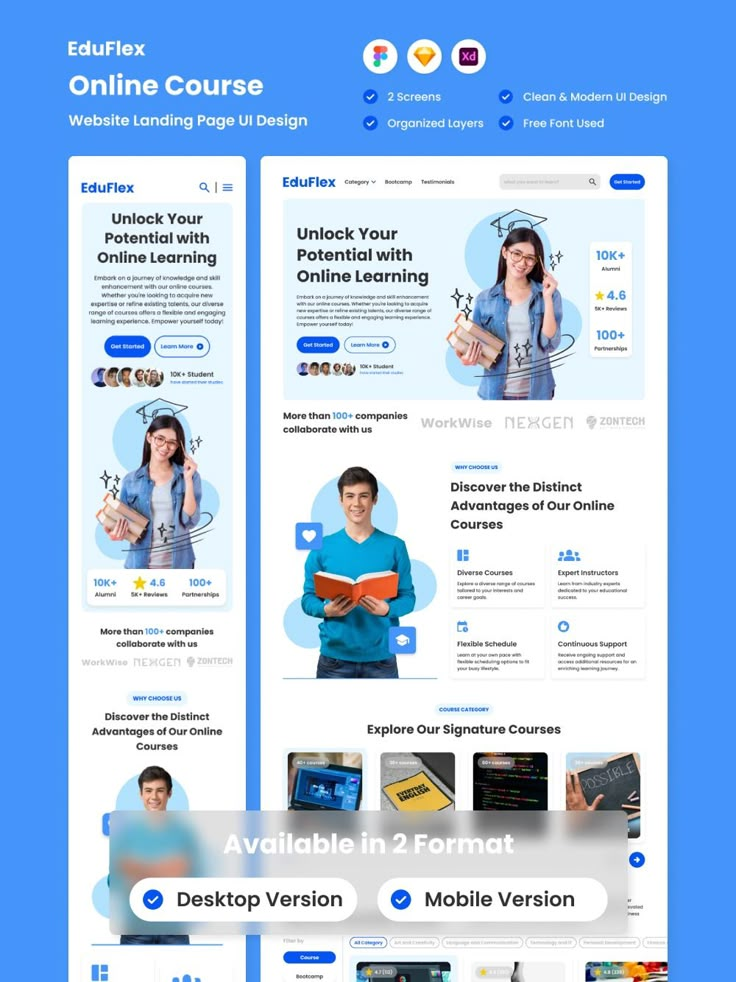 EduFlex
Online Course
Website Landing Page UI Design
Xd
2 Screens
Clean & Modern UI Design
Organized Layers
Free Font Used
EduFlex
Unlock Your
Potential with
Online Learning
Embark on a journey of knowledge and skill
enhancement with our online courses.
Whether you're looking to acquire new
expertise or refine existing talents, our diverse
range of courses offers a flexible and engaging
learning experience. Empower yourself today!
Get Started
Learn More
10K+ Student
have started their studies
10K+
Alumni
4.6
5K+ Reviews
100+
Partnerships
More than 100+ companies
collaborate with us
WorkWise
NEXGEN
ZONTECH
WHY CHOOSE US
Discover the Distinct
Advantages of Our Online
Courses
EduFlex
Category
Bootcamp
Testimonials
What you want to learn?
Get Started
Unlock Your
Potential with
Online Learning
Embark on a journey of knowledge and skill enhancement
with our online courses. Whether you're looking to acquire
new expertise or refine existing talents, our diverse range of
courses offers a flexible and engaging learning experience.
Empower yourself today!
Get Started
Learn More
10K+ Student
have started their studies
10K+
Alumni
4.6
5K+ Reviews
100+
Partnerships
More than 100+ companies
collaborate with us
WorkWise
NEXGEN
ZONTECH
WHY CHOOSE US
Discover the Distinct
Advantages of Our Online
Courses
Diverse Courses
Explore a diverse range of courses
tailored to your interests and
career goals.
Expert Instructors
Learn from industry experts
dedicated to your educational
success.
Flexible Schedule
Learn at your own pace with
flexible scheduling options to fit
your busy lifestyle.
Continuous Support
Receive ongoing support and
access additional resources for an
enriching learning journey.
COURSE CATEGORY
Explore Our Signature Courses
40+ courses
EVERYDAY
ENGLISH
50+ courses
POSSIBLE
Available in 2 Format
Desktop Version
Mobile Version
Filter by
Course
Bootcamp
All Category
Art and Creativity
Language and Communication
Technology and IT
Personal Development